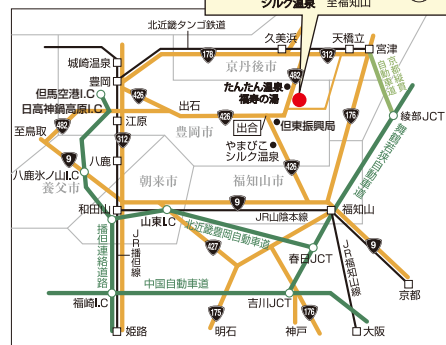 シルク温泉 至福知山
北近畿タンゴ鉄道
久美浜
天橋立
宮津
178
312
城崎温泉
京丹後市
482
豊岡
たんたん温泉
福寿の湯
京都縦貫
自動車道
但馬空港I.C
426
176
日高神鍋高原I.C
出石
426
綾部JCT
至鳥取
482
江原
出合
但東振興局
豊岡市
312
やまびこ
シルク温泉
舞鶴若狭自動車道
9
八鹿
426
八鹿氷ノ山I.C
朝来市
福知山市
養父市
9
和田山
JR山陰本線
福知山
山東I.C
北近畿豊岡自動車道
播但連絡道路
JR播但線
427
9
春日JCT
JR福知山線
中国自動車道
京都
福崎I.C
吉川JCT
175
176
姫路
明石
神戸
大阪